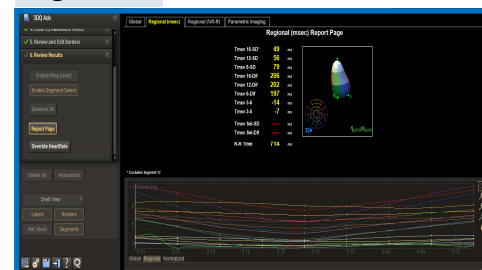 3DQ Adv
Global Regional (msec) Regional (%R-R) Parametric Imaging
Regional (msec) Report Page
5. Review and Edit Borders
6. Review Results
Enable Ring Select
Enable Segment Select
Deselect All
Report Page
Override HeartRate
Delete All Annotation
Shell View
Labels Borders
Ref. Mesh Segments
Tmsv 16-SD* 49 ms
Tmsv 12-SD 56 ms
Tmsv 6-SD 79 ms
Tmsv 16-Dif 206 ms
Tmsv 12-Dif 202 ms
Tmsv 6-Dif 197 ms
Tmsv 3-6 -14 ms
Tmsv 3-5 -7 ms
Tmsv Sel-SD ---- ms
Tmsv Sel-Dif ---- ms
R-R Time 714 ms
3DE
Global Regional Normalized